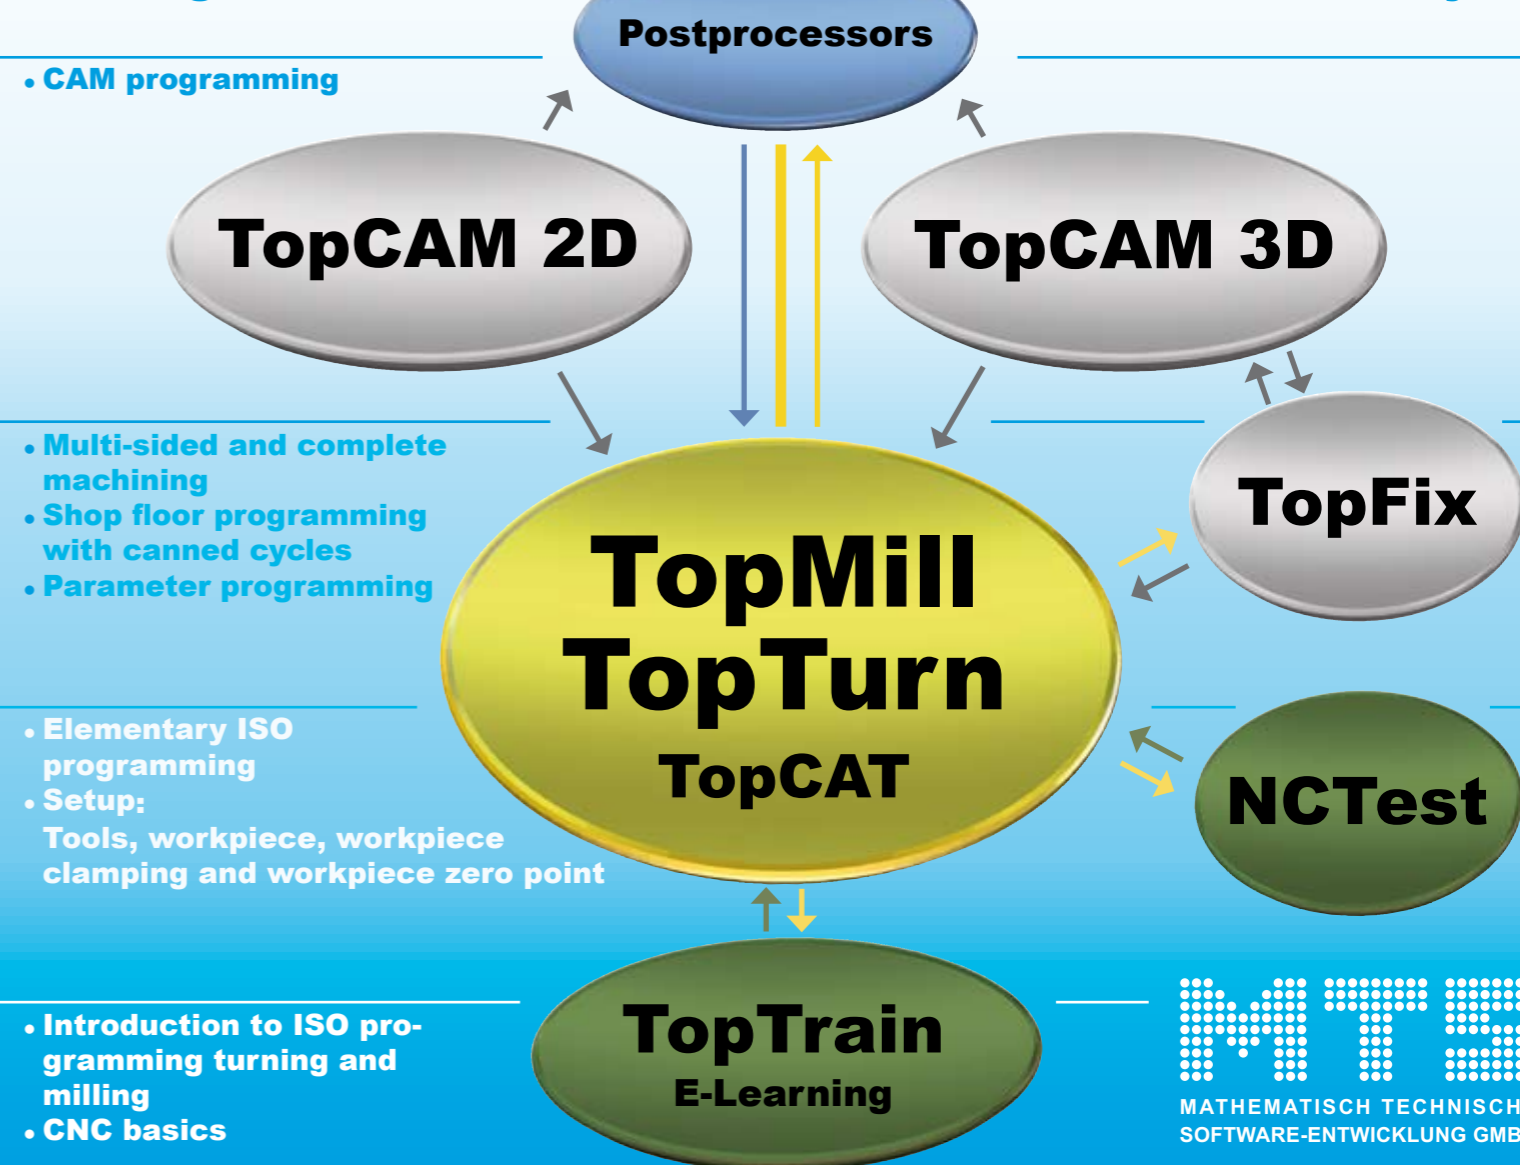 Postprocessors
• CAM programming
TopCAM 2D
TopCAM 3D
• Multi-sided and complete
machining
• Shop floor programming
with canned cycles
• Parameter programming
TopFix
TopMill
TopTurn
TopCAT
• Elementary ISO
programming
• Setup:
Tools, workpiece, workpiece
clamping and workpiece zero point
NCTest
TopTrain
E-Learning
• Introduction to ISO pro-
gramming turning and
milling
• CNC basics
MTS
MATHEMATISCH TECHNISCH
SOFTWARE-ENTWICKLUNG GMB